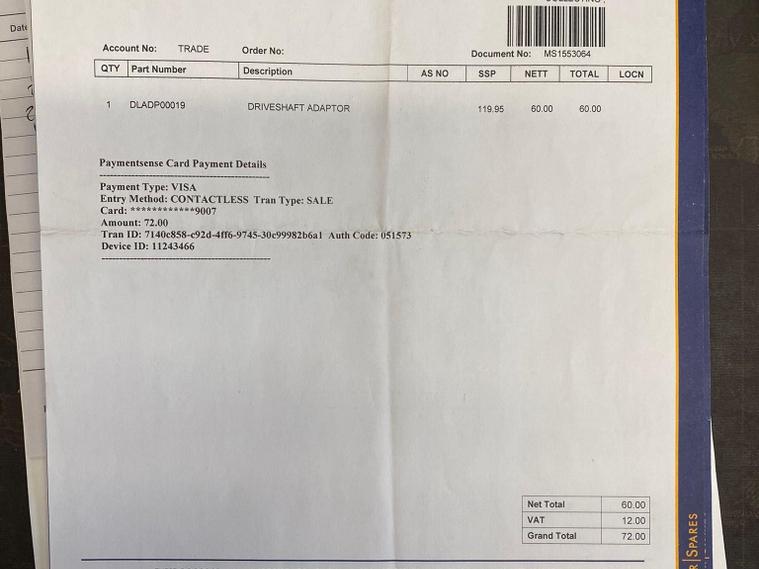 Date
Account No: TRADE Order No:
Document No: MS1553064
QTY Part Number Description AS NO SSP NETT TOTAL LOCN
1 DLADP00019 DRIVESHAFT ADAPTOR 119.95 60.00 60.00
Paymentsense Card Payment Details
Payment Type: VISA
Entry Method: CONTACTLESS Tran Type: SALE
Card: ************9007
Amount: 72.00
Tran ID: 7140c858-c92d-4ff6-9745-30c99982b6a1 Auth Code: 051573
Device ID: 11243466
Net Total 60.00
VAT 12.00
Grand Total 72.00
R | SPARES